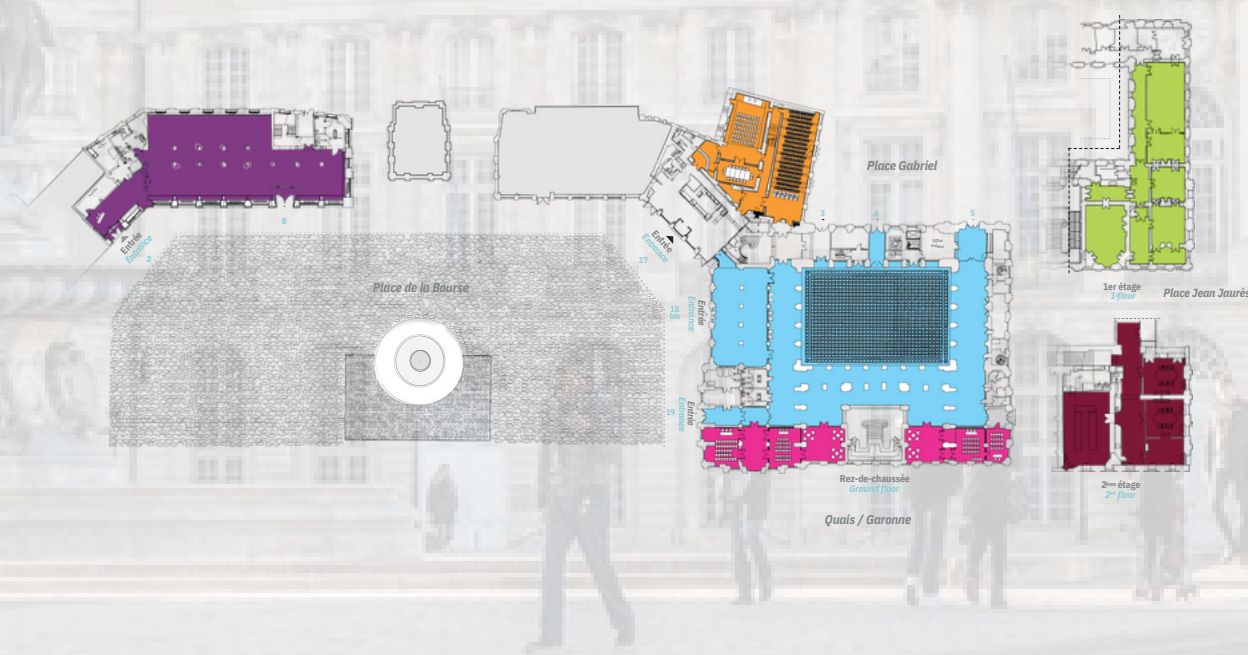 Place Gabriel
3
4
5
8
Entrée
Entrance
2
Entrée
Entrance
17
Place de la Bourse
18
bis
Entrée
Entrance
19
Entrée
Entrance
1er étage
1st floor
Place Jean Jaurès
Rez-de-chaussée
Ground floor
2ème étage
2nd floor
Quais / Garonne